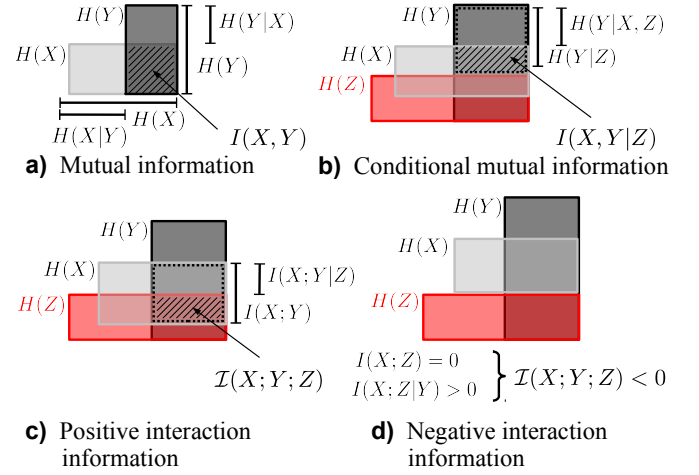 H(Y)
H(Y|X)
H(X)
H(Y)
H(X)
H(X|Y)
I(X,Y)
a) Mutual information
H(Y)
H(Y|X,Z)
H(X)
H(Y|Z)
H(Z)
I(X,Y|Z)
b) Conditional mutual information
H(Y)
H(X)
I(X;Y|Z)
H(Z)
I(X;Y)
𝓘(X;Y;Z)
c) Positive interaction
information
H(Y)
H(X)
H(Z)
I(X;Z) = 0
I(X;Z|Y) > 0
} 𝓘(X;Y;Z) < 0
d) Negative interaction
information